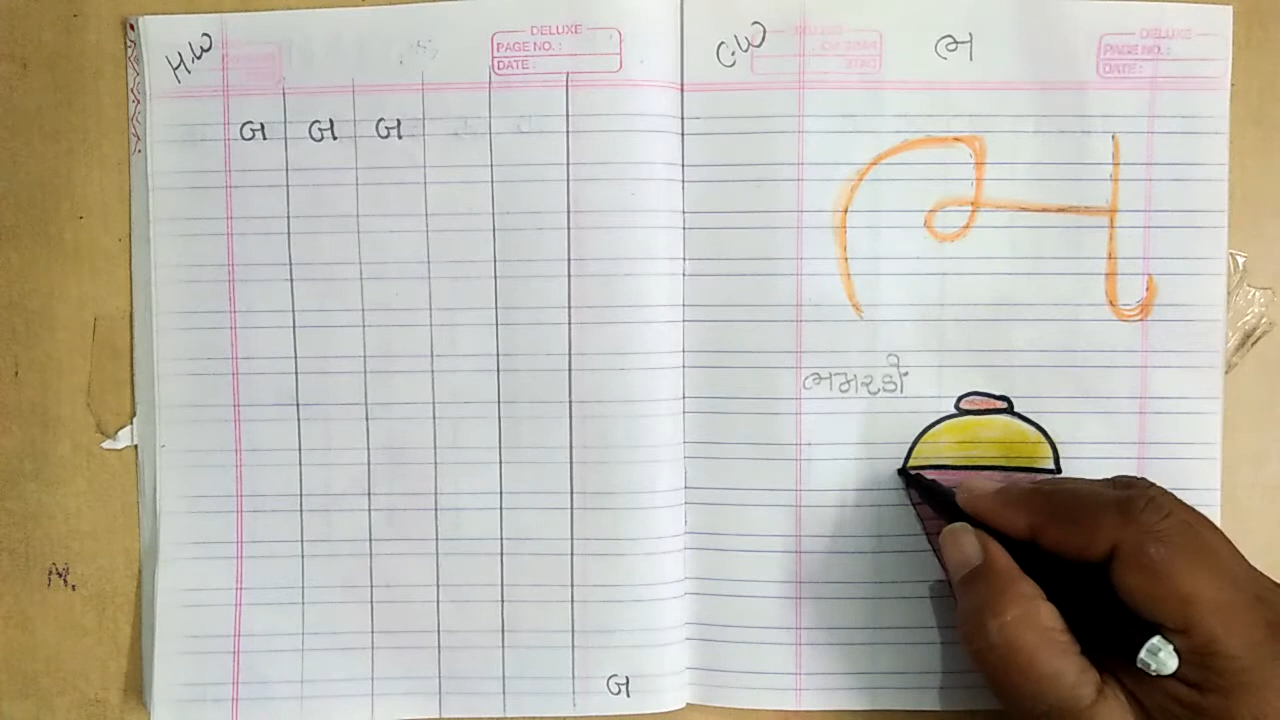 H.W
DELUXE
PAGE NO. :
DATE :
બ બ બ
બ
C.W
ભ
DELUXE
PAGE NO. :
DATE :
ભ
ભમરડો
M.